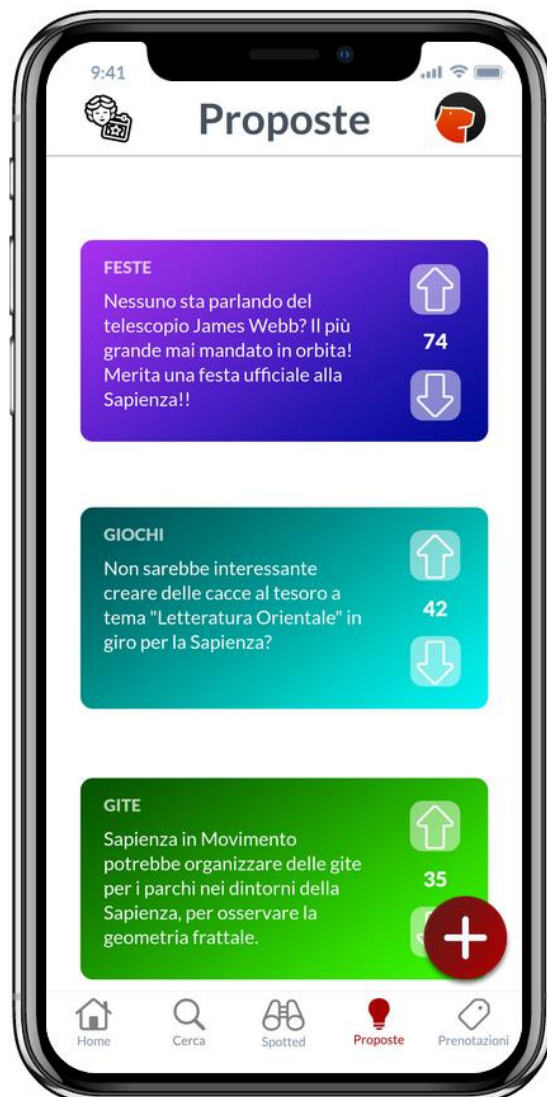 9:41
Proposte
FESTE
Nessuno sta parlando del
telescopio James Webb? Il più
grande mai mandato in orbita!
Merita una festa ufficiale alla
Sapienza!!
74
GIOCHI
Non sarebbe interessante
creare delle cacce al tesoro a
tema "Letteratura Orientale" in
giro per la Sapienza?
42
GITE
Sapienza in Movimento
potrebbe organizzare delle gite
per i parchi nei dintorni della
Sapienza, per osservare la
geometria frattale.
35
Home
Cerca
Spotted
Proposte
Prenotazioni